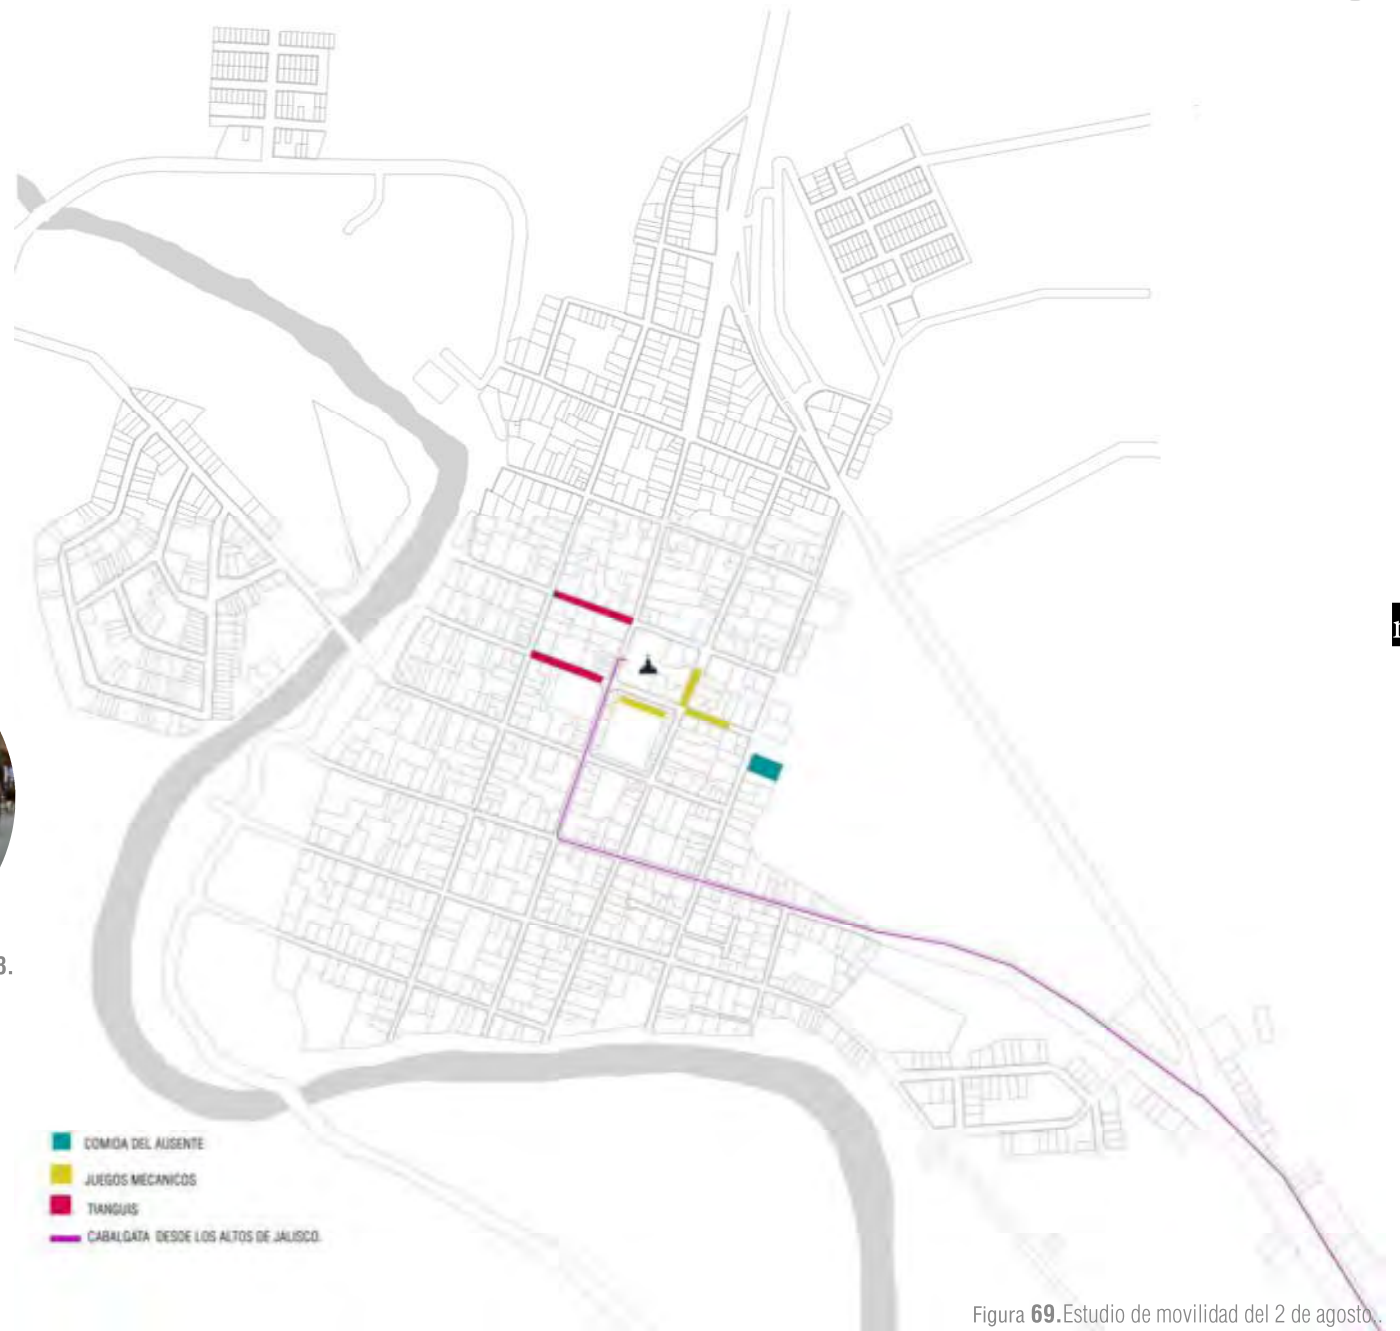 r
3.
COMIDA DEL AUSENTE
JUEGOS MECANICOS
TIANGUIS
CABALGATA DESDE LOS ALTOS DE JALISCO.
Figura 69.Estudio de movilidad del 2 de agosto..